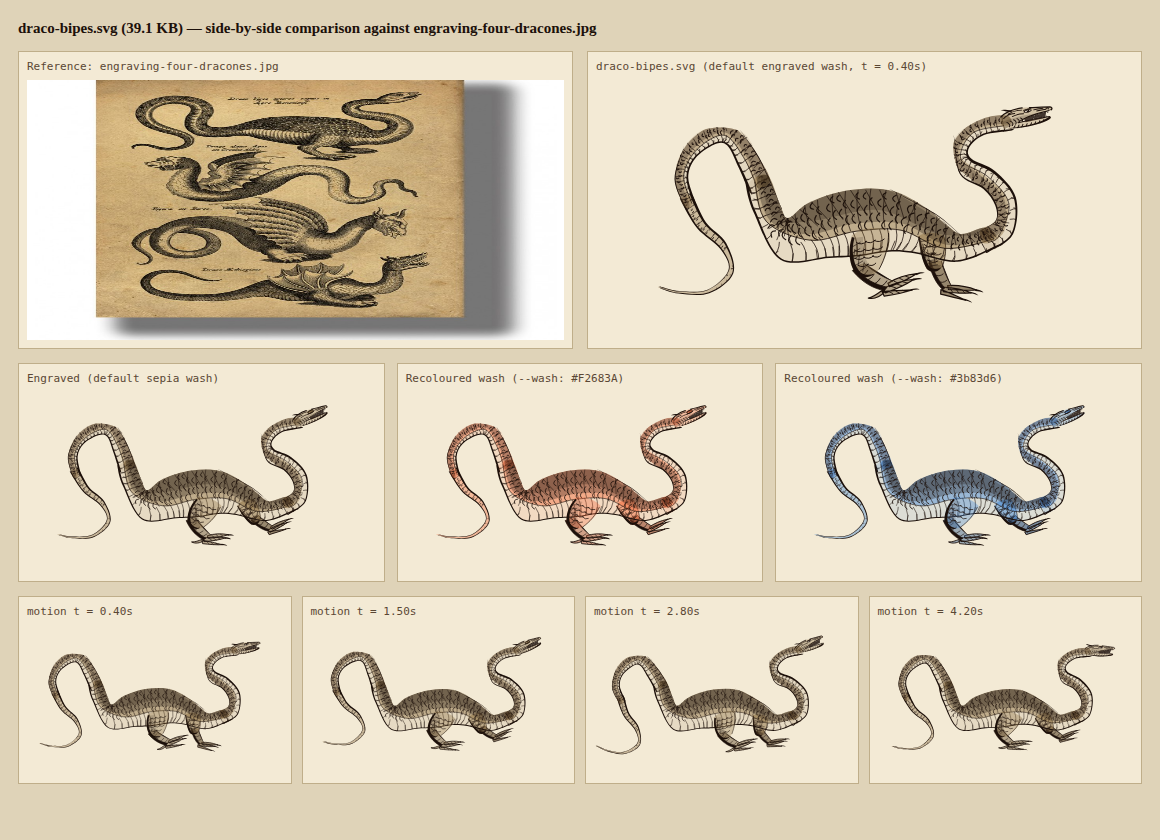 draco-bipes.svg (39.1 KB) — side-by-side comparison against engraving-four-dracones.jpg
Reference: engraving-four-dracones.jpg
draco-bipes.svg (default engraved wash, t = 0.40s)
Engraved (default sepia wash)
Recoloured wash (--wash: #F2683A)
Recoloured wash (--wash: #3b83d6)
motion t = 0.40s
motion t = 1.50s
motion t = 2.80s
motion t = 4.20s